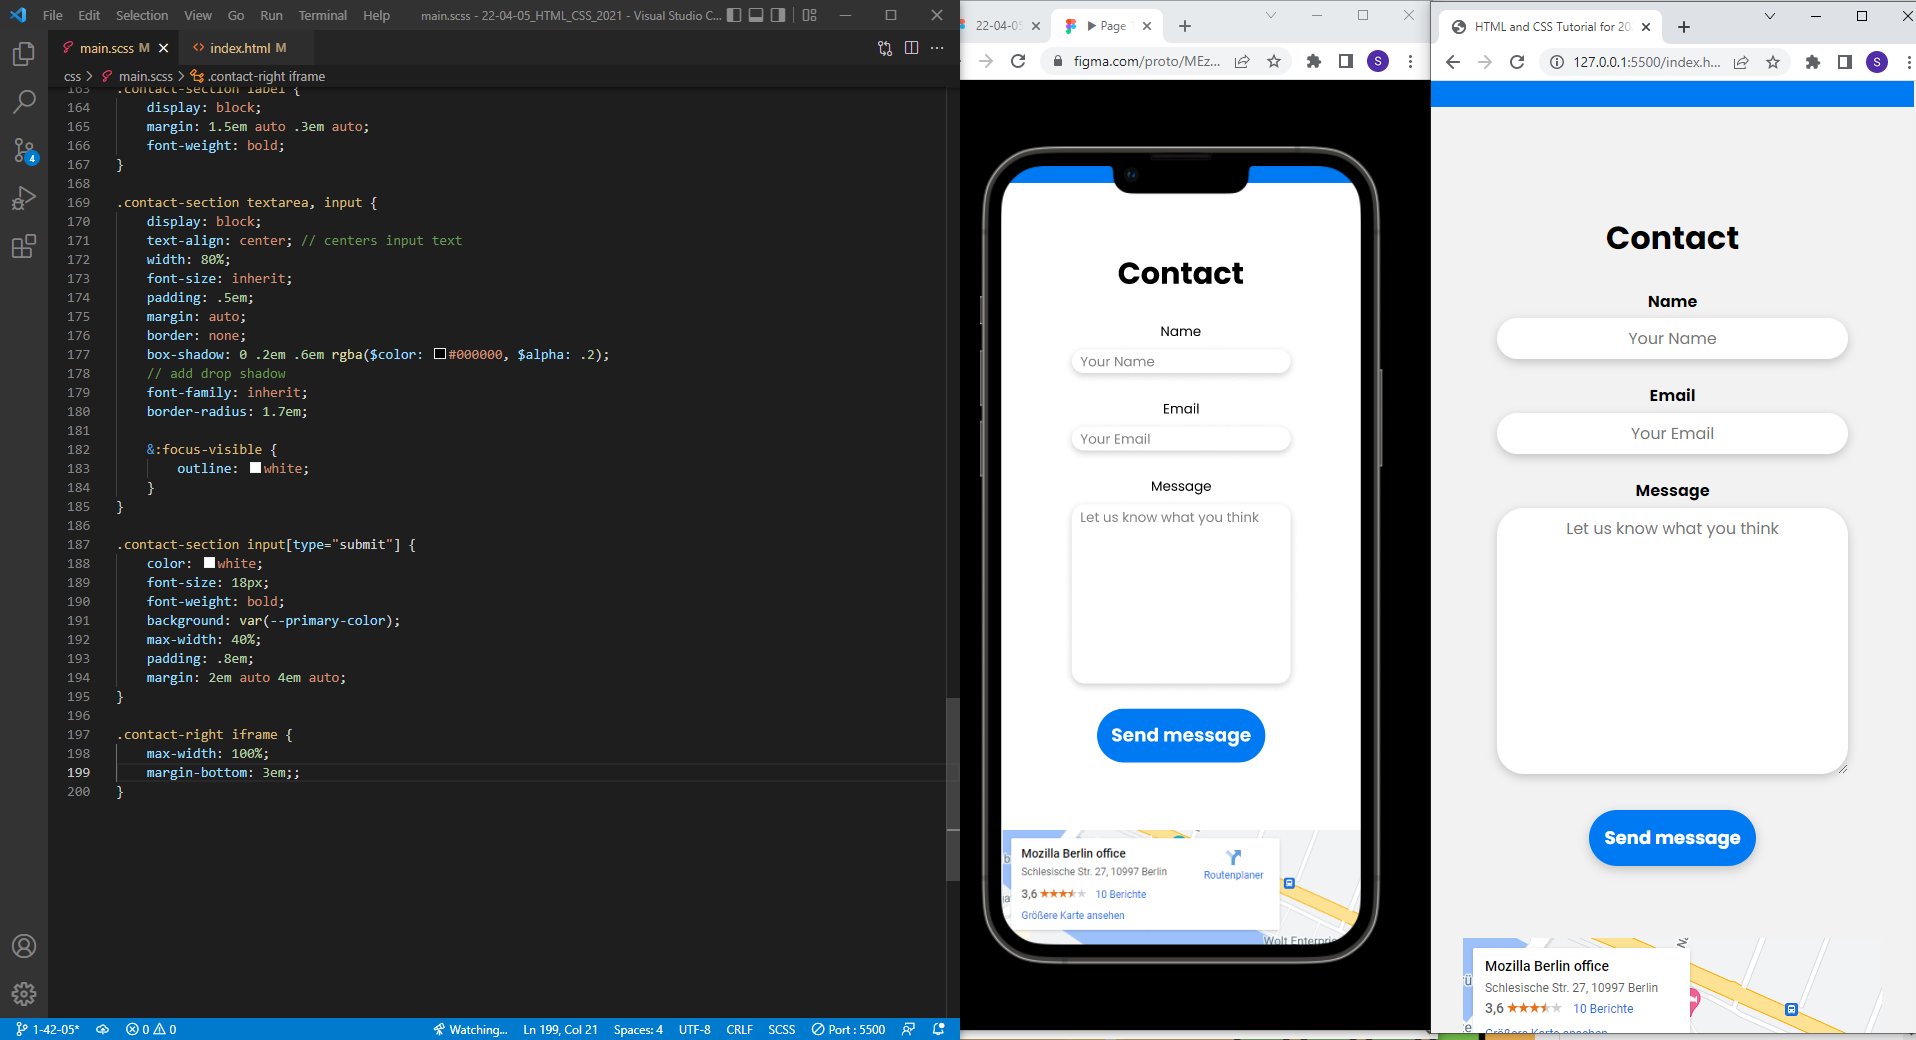 File Edit Selection View Go Run Terminal Help main.scss - 22-04-05_HTML_CSS_2021 - Visual Studio C...
main.scss M
index.html M
css > main.scss > .contact-right iframe
163 .contact-section label {
164 display: block;
165 margin: 1.5em auto .3em auto;
166 font-weight: bold;
167 }
168
169 .contact-section textarea, input {
170 display: block;
171 text-align: center; // centers input text
172 width: 80%;
173 font-size: inherit;
174 padding: .5em;
175 margin: auto;
176 border: none;
177 box-shadow: 0 .2em .6em rgba($color: #000000, $alpha: .2);
178 // add drop shadow
179 font-family: inherit;
180 border-radius: 1.7em;
181
182 &:focus-visible {
183 outline: white;
184 }
185 }
186
187 .contact-section input[type="submit"] {
188 color: white;
189 font-size: 18px;
190 font-weight: bold;
191 background: var(--primary-color);
192 max-width: 40%;
193 padding: .8em;
194 margin: 2em auto 4em auto;
195 }
196
197 .contact-right iframe {
198 max-width: 100%;
199 margin-bottom: 3em;;
200 }
4
1-42-05* 0 0 Watching... Ln 199, Col 21 Spaces: 4 UTF-8 CRLF SCSS Port : 5500
22-04-05
Page
figma.com/proto/MEz...
S
Contact
Name
Your Name
Email
Your Email
Message
Let us know what you think
Send message
Mozilla Berlin office
Schlesische Str. 27, 10997 Berlin
Routenplaner
3,6 10 Berichte
Größere Karte ansehen
Wolt Enterpri
HTML and CSS Tutorial for 20
127.0.0.1:5500/index.h...
S
Contact
Name
Your Name
Email
Your Email
Message
Let us know what you think
Send message
Mozilla Berlin office
Schlesische Str. 27, 10997 Berlin
3,6 10 Berichte
Größere Karte ansehen